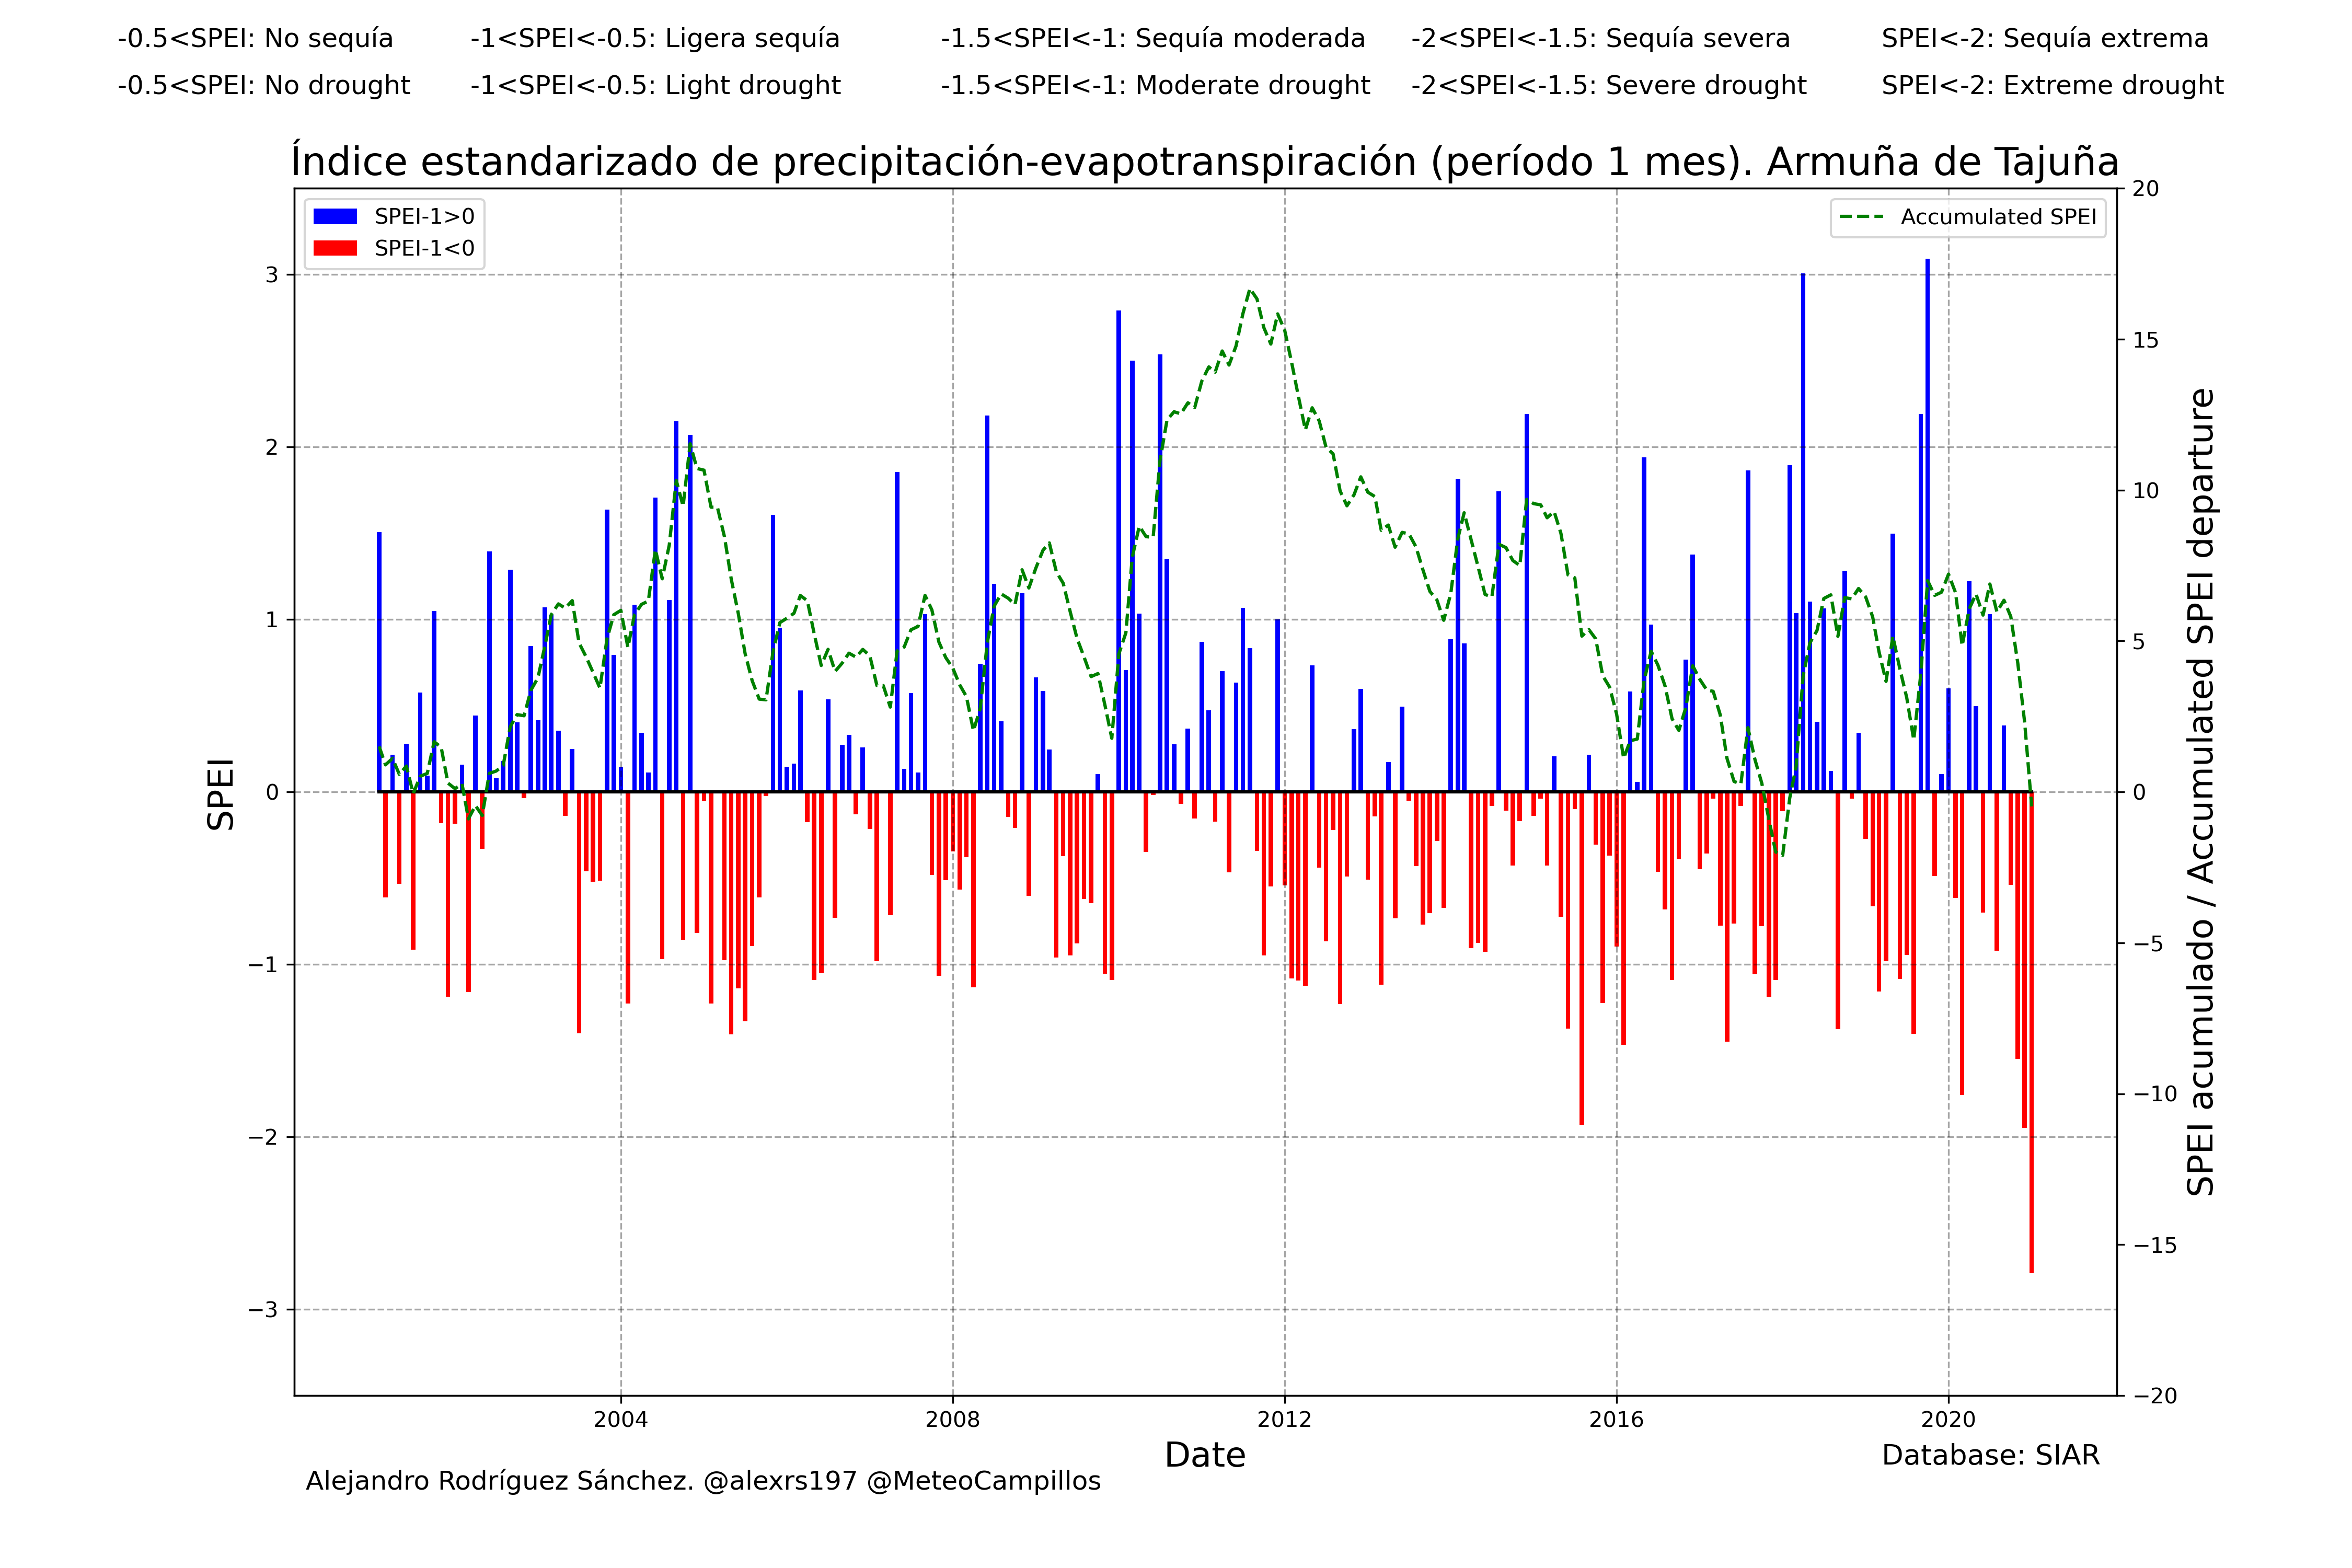 -0.5<SPEI: No sequía -1<SPEI<-0.5: Ligera sequía -1.5<SPEI<-1: Sequía moderada -2<SPEI<-1.5: Sequía severa SPEI<-2: Sequía extrema
-0.5<SPEI: No drought -1<SPEI<-0.5: Light drought -1.5<SPEI<-1: Moderate drought -2<SPEI<-1.5: Severe drought SPEI<-2: Extreme drought
Índice estandarizado de precipitación-evapotranspiración (período 1 mes). Armuña de Tajuña
SPEI-1>0
SPEI-1<0
Accumulated SPEI
SPEI
3
2
1
0
−1
−2
−3
20
15
10
5
0
−5
−10
−15
−20
SPEI acumulado / Accumulated SPEI departure
2004 2008 2012 2016 2020
Date
Database: SIAR
Alejandro Rodríguez Sánchez. @alexrs197 @MeteoCampillos